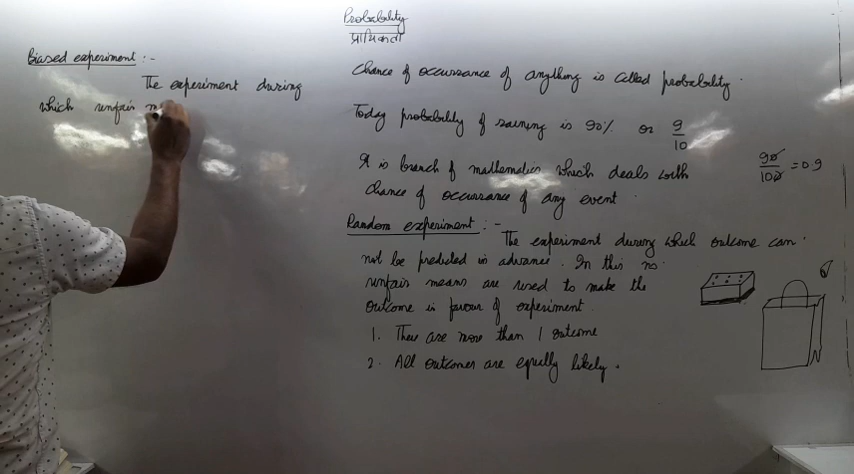 Probability
प्रायिकता
Biased experiment :-
The experiment during
which unfair
Chance of occurrance of anything is called probability.
Today probability of raining is 90% or 9/10
It is branch of mathematics which deals with
chance of occurrance of any event.
90/100 = 0.9
Random experiment :-
The experiment during which outcome can
not be predicted in advance. In this no
unfair means are used to make the
outcome in favour of experiment.
1. There are more than 1 outcome
2. All outcomes are equally likely.